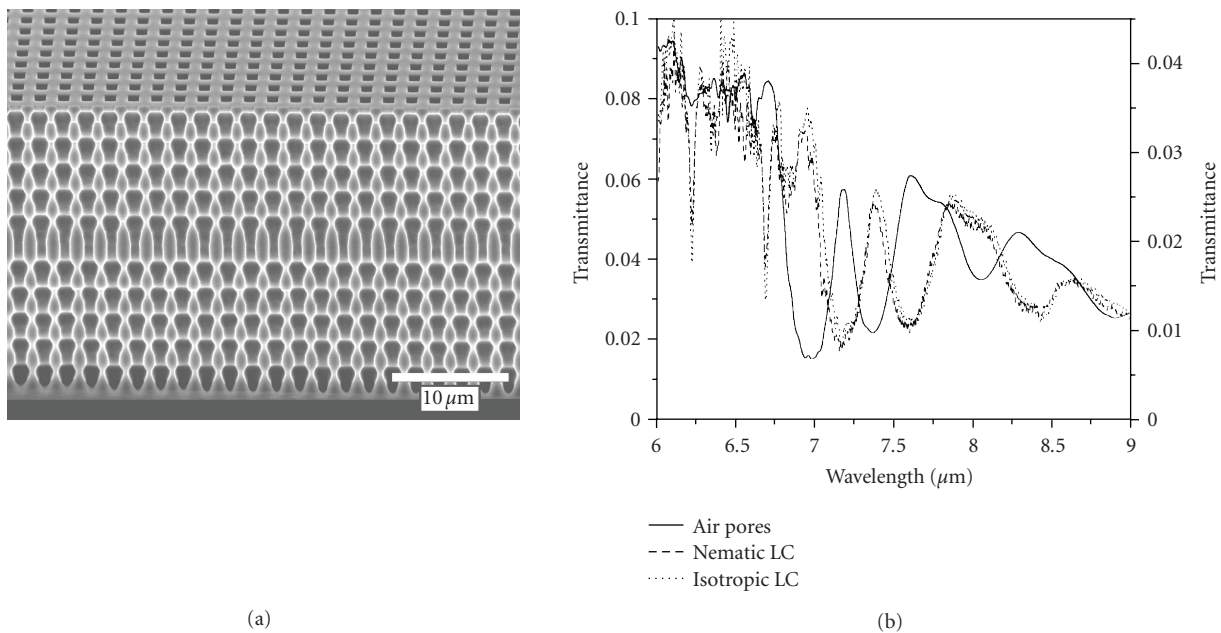 10 µm
(a)
0.1
0.08
0.06
0.04
0.02
0
Transmittance
0.04
0.03
0.02
0.01
0
Transmittance
6
6.5
7
7.5
8
8.5
9
Wavelength (µm)
Air pores
Nematic LC
Isotropic LC
(b)